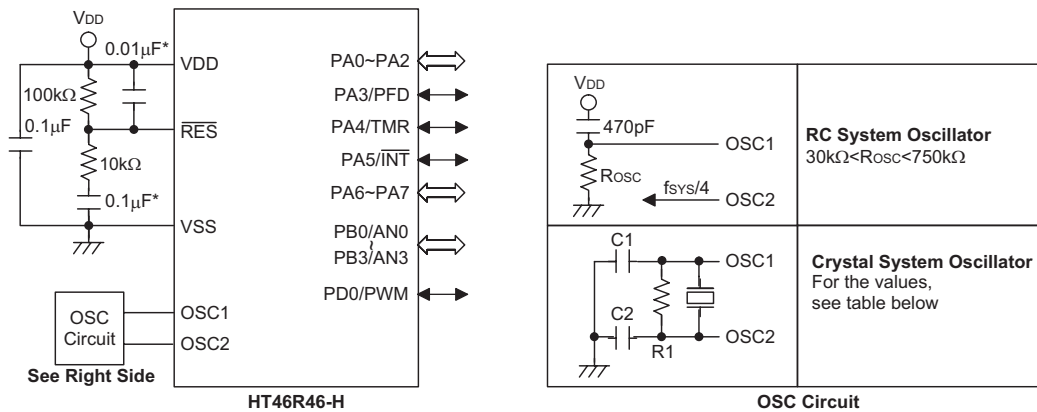 VDD
0.01μF*
VDD
100kΩ
0.1μF
RES
10kΩ
0.1μF*
VSS
OSC
Circuit
OSC1
OSC2
See Right Side
PA0~PA2
PA3/PFD
PA4/TMR
PA5/INT
PA6~PA7
PB0/AN0
~
PB3/AN3
PD0/PWM
HT46R46-H
VDD
470pF
OSC1
ROSC
fSYS/4
OSC2
RC System Oscillator
30kΩ<ROSC<750kΩ
C1
OSC1
C2
R1
OSC2
Crystal System Oscillator
For the values,
see table below
OSC Circuit